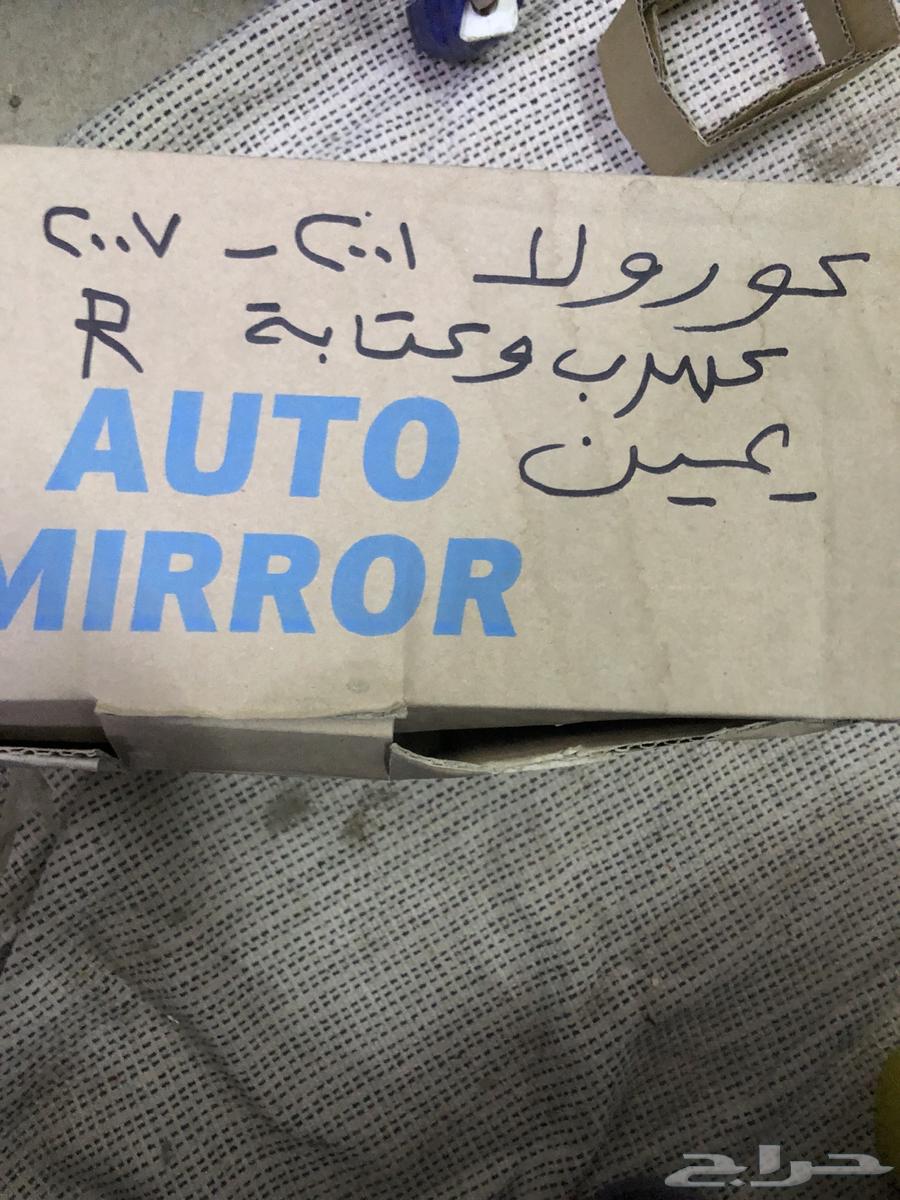 كورولا ٢٠٠١ - ٢٠٠٧
كهرب وكتابة R
يمين
AUTO
MIRROR
حراج